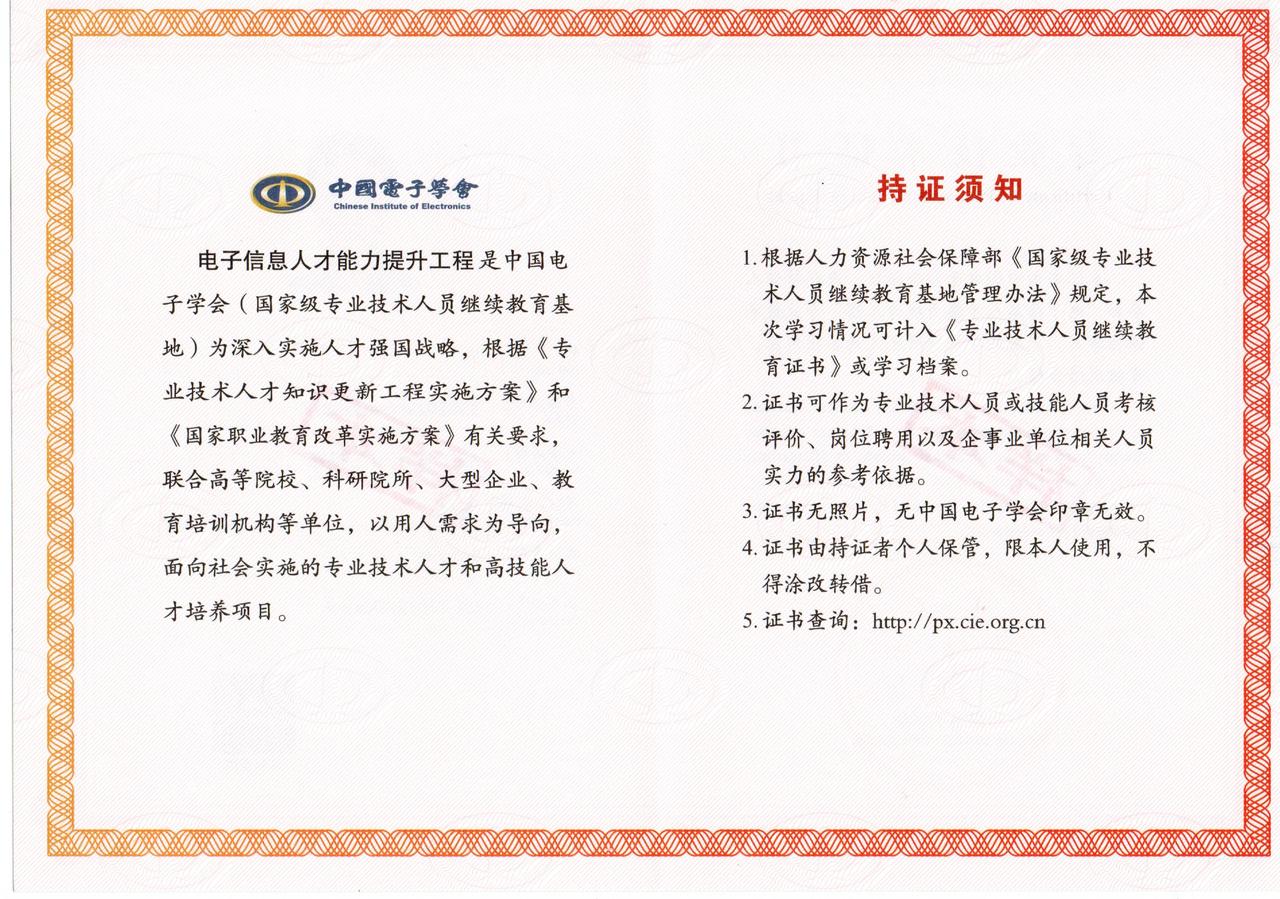 中國電子學會
Chinese Institute of Electronics
电子信息人才能力提升工程是中国电
子学会（国家级专业技术人员继续教育基
地）为深入实施人才强国战略，根据《专
业技术人才知识更新工程实施方案》和
《国家职业教育改革实施方案》有关要求，
联合高等院校、科研院所、大型企业、教
育培训机构等单位，以用人需求为导向，
面向社会实施的专业技术人才和高技能人
才培养项目。
持证须知
1.根据人力资源社会保障部《国家级专业技
术人员继续教育基地管理办法》规定，本
次学习情况可计入《专业技术人员继续教
育证书》或学习档案。
2.证书可作为专业技术人员或技能人员考核
评价、岗位聘用以及企事业单位相关人员
实力的参考依据。
3.证书无照片，无中国电子学会印章无效。
4.证书由持证者个人保管，限本人使用，不
得涂改转借。
5.证书查询：http://px.cie.org.cn